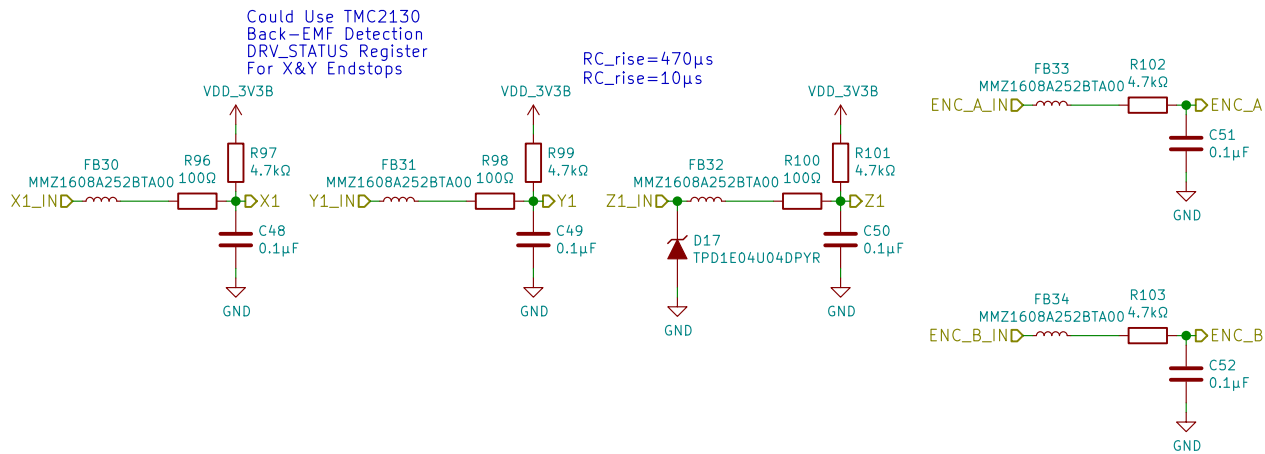 Could Use TMC2130
Back-EMF Detection
DRV_STATUS Register
For X&Y Endstops
RC_rise=470µs
RC_rise=10µs
VDD_3V3B
R97
4.7kΩ
FB30
MMZ1608A252BTA00
R96
100Ω
X1_IN
X1
C48
0.1µF
GND
VDD_3V3B
R99
4.7kΩ
FB31
MMZ1608A252BTA00
R98
100Ω
Y1_IN
Y1
C49
0.1µF
GND
VDD_3V3B
R101
4.7kΩ
FB32
MMZ1608A252BTA00
R100
100Ω
Z1_IN
Z1
D17
TPD1E04U04DPYR
GND
C50
0.1µF
GND
FB33
MMZ1608A252BTA00
R102
4.7kΩ
ENC_A_IN
ENC_A
C51
0.1µF
GND
FB34
MMZ1608A252BTA00
R103
4.7kΩ
ENC_B_IN
ENC_B
C52
0.1µF
GND